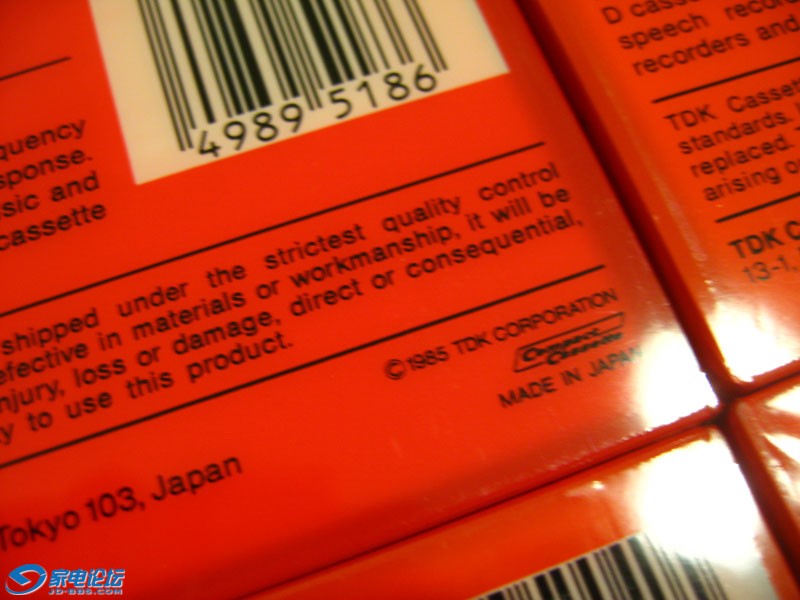 quency
sponse.
sic and
cassette
4989 5186
shipped under the strictest quality control
efective in materials or workmanship, it will be
njury, loss or damage, direct or consequential,
y to use this product.
©1985 TDK CORPORATION
Compact
Cassette
MADE IN JAPAN
Tokyo 103, Japan
D casse
speech reco
recorders and
TDK Cassett
standards. I
replaced. T
arising o
TDK C
13-1,
家电论坛
JD-BBS.COM